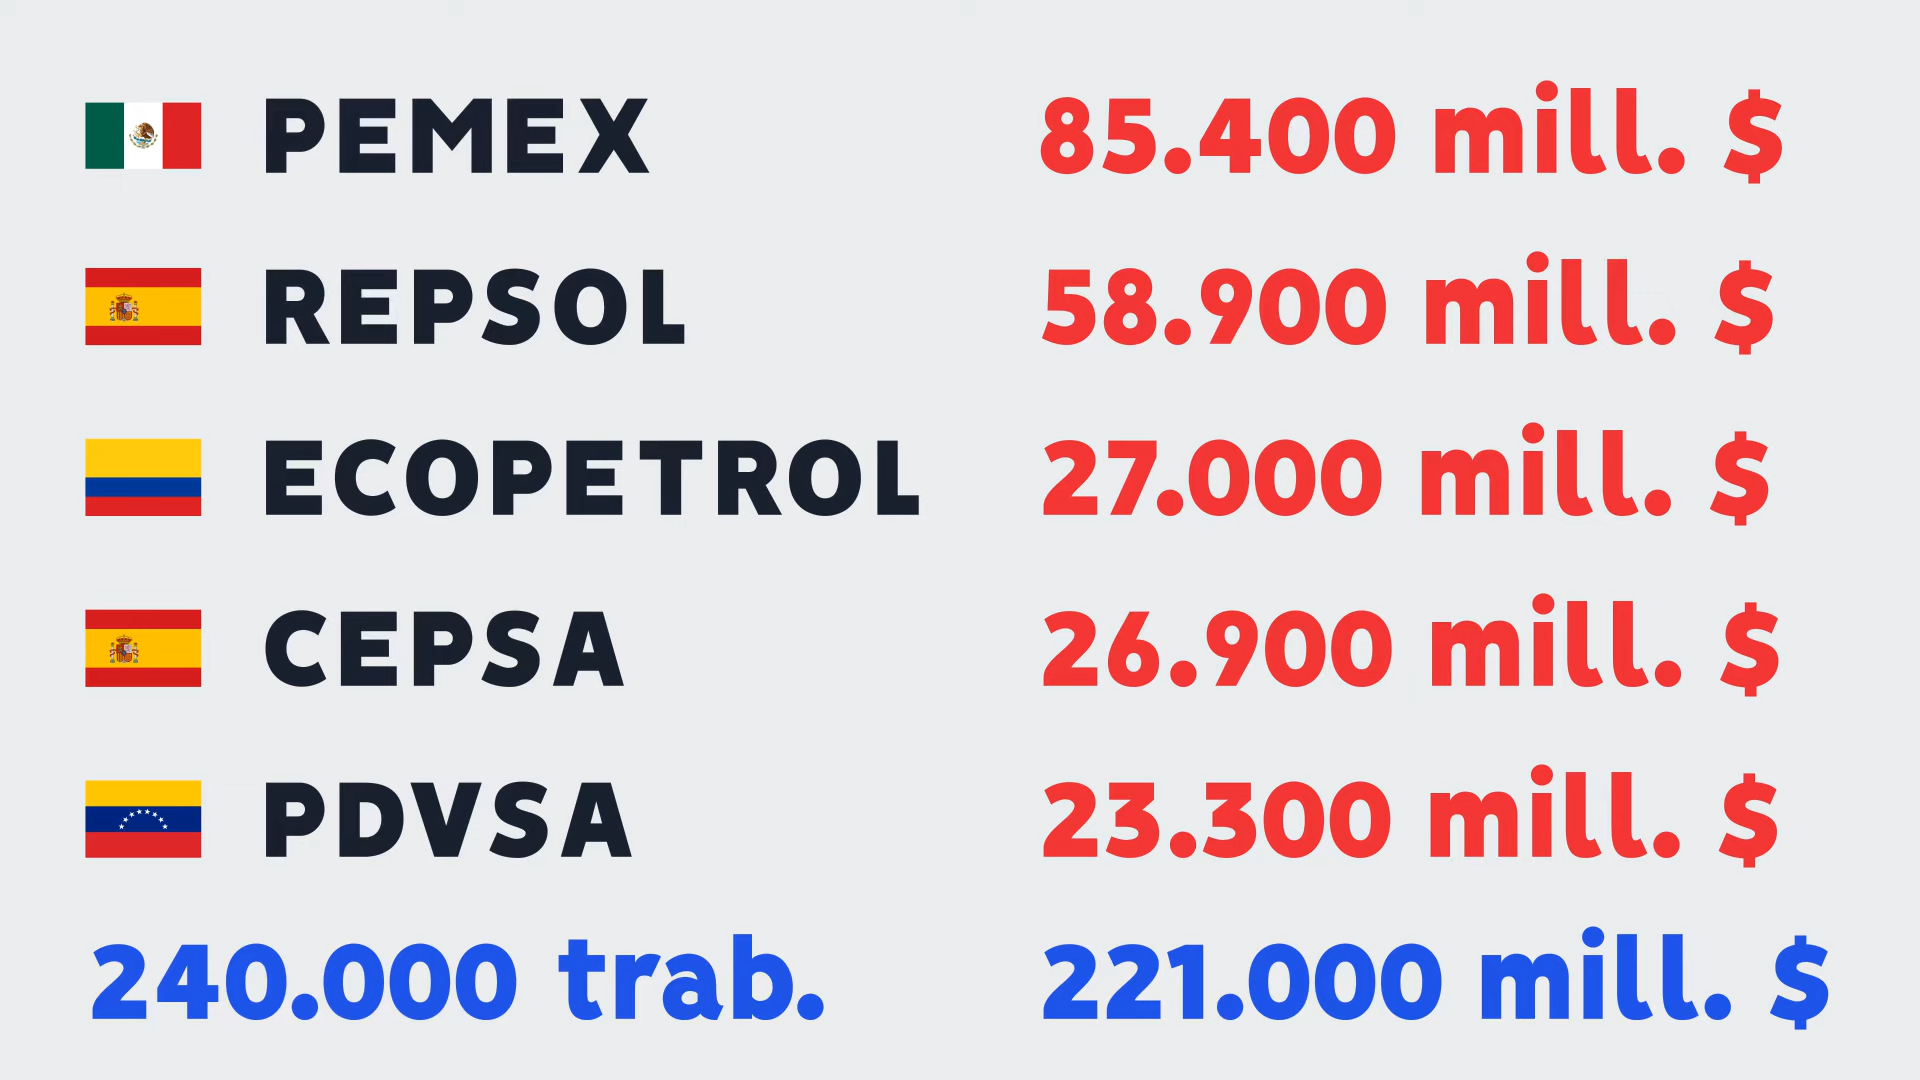 PEMEX 85.400 mill. $
REPSOL 58.900 mill. $
ECOPETROL 27.000 mill. $
CEPSA 26.900 mill. $
PDVSA 23.300 mill. $
240.000 trab. 221.000 mill. $